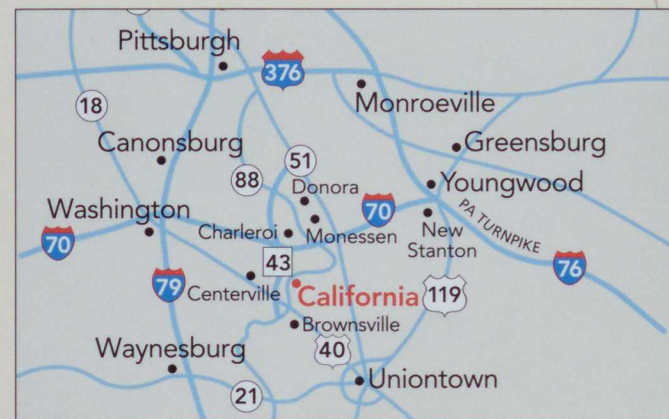 Pittsburgh
376
Monroeville
18
Canonsburg
Greensburg
51
88
Donora
Youngwood
Washington
70
Charleroi
Monessen
New
Stanton
PA TURNPIKE
70
43
76
79
Centerville
California
119
Brownsville
40
Waynesburg
21
Uniontown